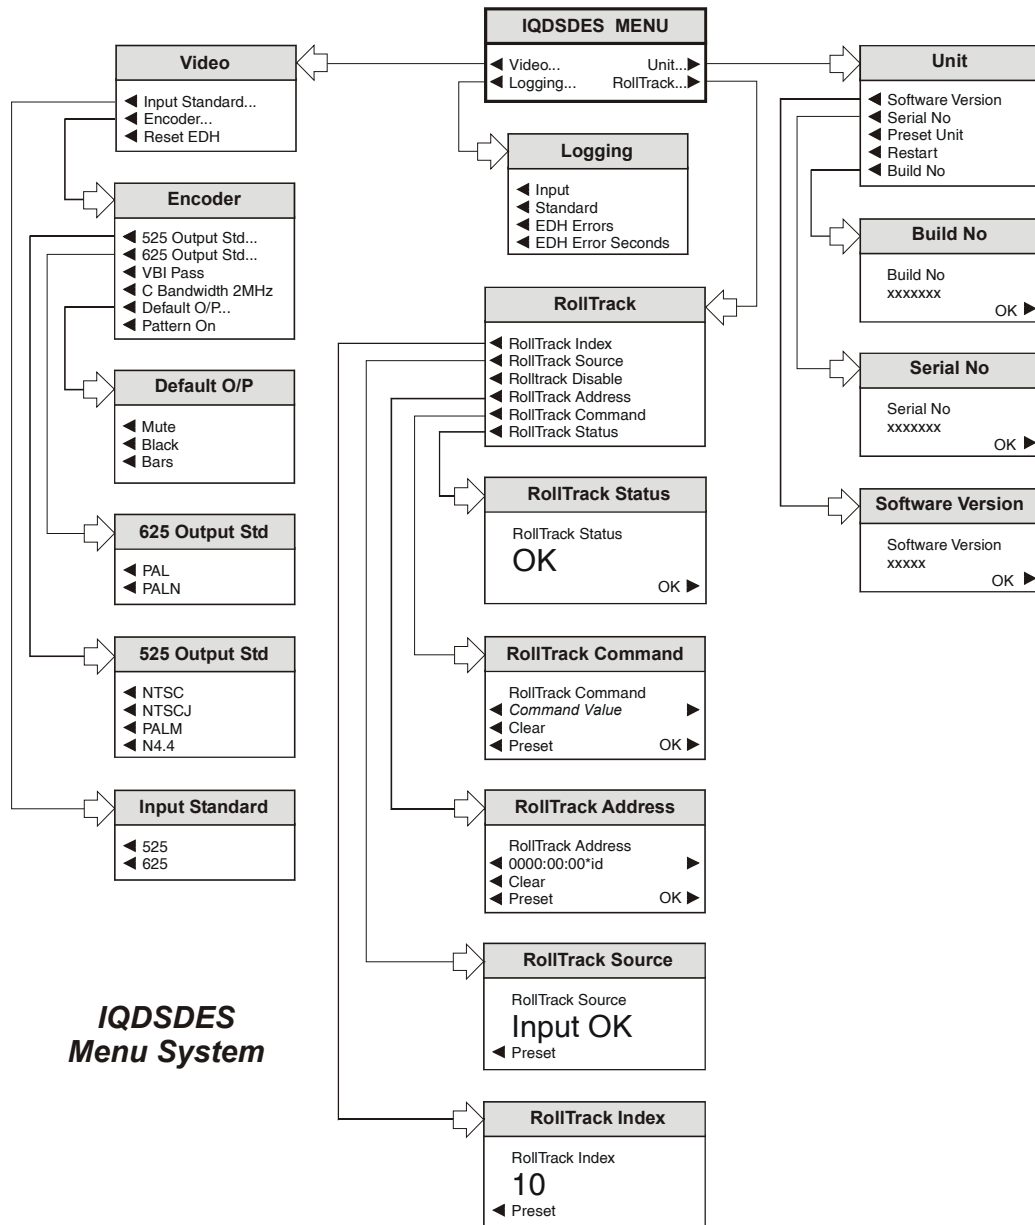 IQDSDES MENU
Video... Unit...
Logging... RollTrack...
Video
Input Standard...
Encoder...
Reset EDH
Unit
Software Version
Serial No
Preset Unit
Restart
Build No
Logging
Input
Standard
EDH Errors
EDH Error Seconds
Encoder
525 Output Std...
625 Output Std...
VBI Pass
C Bandwidth 2MHz
Default O/P...
Pattern On
Build No
Build No
xxxxxxx
OK
RollTrack
RollTrack Index
RollTrack Source
Rolltrack Disable
RollTrack Address
RollTrack Command
RollTrack Status
Default O/P
Mute
Black
Bars
Serial No
Serial No
xxxxxxx
OK
RollTrack Status
RollTrack Status
OK
OK
Software Version
Software Version
xxxxx
OK
625 Output Std
PAL
PALN
525 Output Std
NTSC
NTSCJ
PALM
N4.4
RollTrack Command
RollTrack Command
Command Value
Clear
Preset OK
Input Standard
525
625
RollTrack Address
RollTrack Address
0000:00:00*id
Clear
Preset OK
RollTrack Source
RollTrack Source
Input OK
Preset
IQDSDES
Menu System
RollTrack Index
RollTrack Index
10
Preset